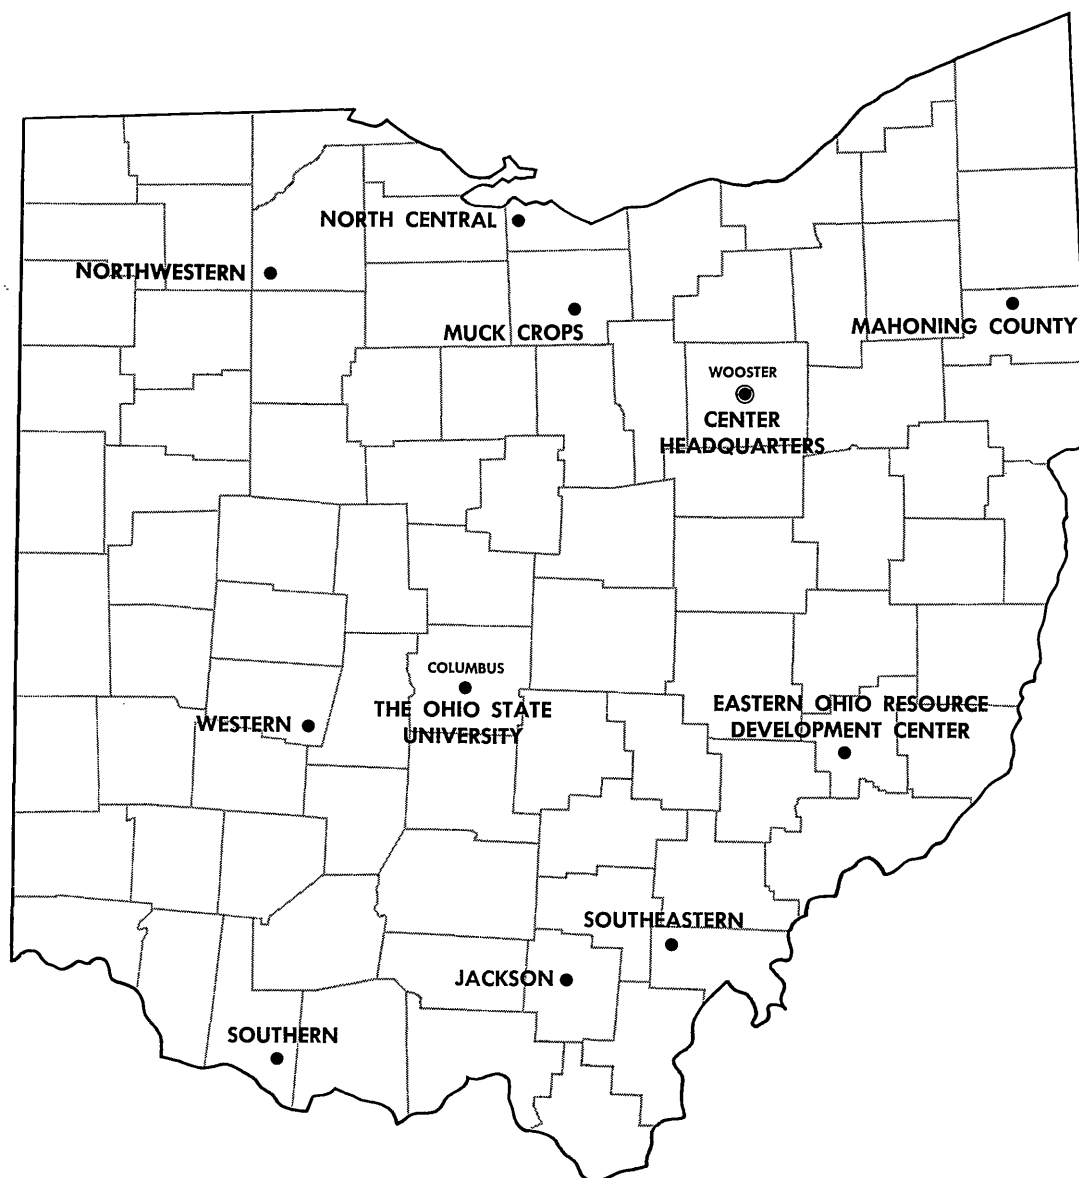 NORTH CENTRAL
NORTHWESTERN
MUCK CROPS
MAHONING COUNTY
WOOSTER
CENTER
HEADQUARTERS
COLUMBUS
THE OHIO STATE
UNIVERSITY
WESTERN
EASTERN OHIO RESOURCE
DEVELOPMENT CENTER
SOUTHEASTERN
JACKSON
SOUTHERN